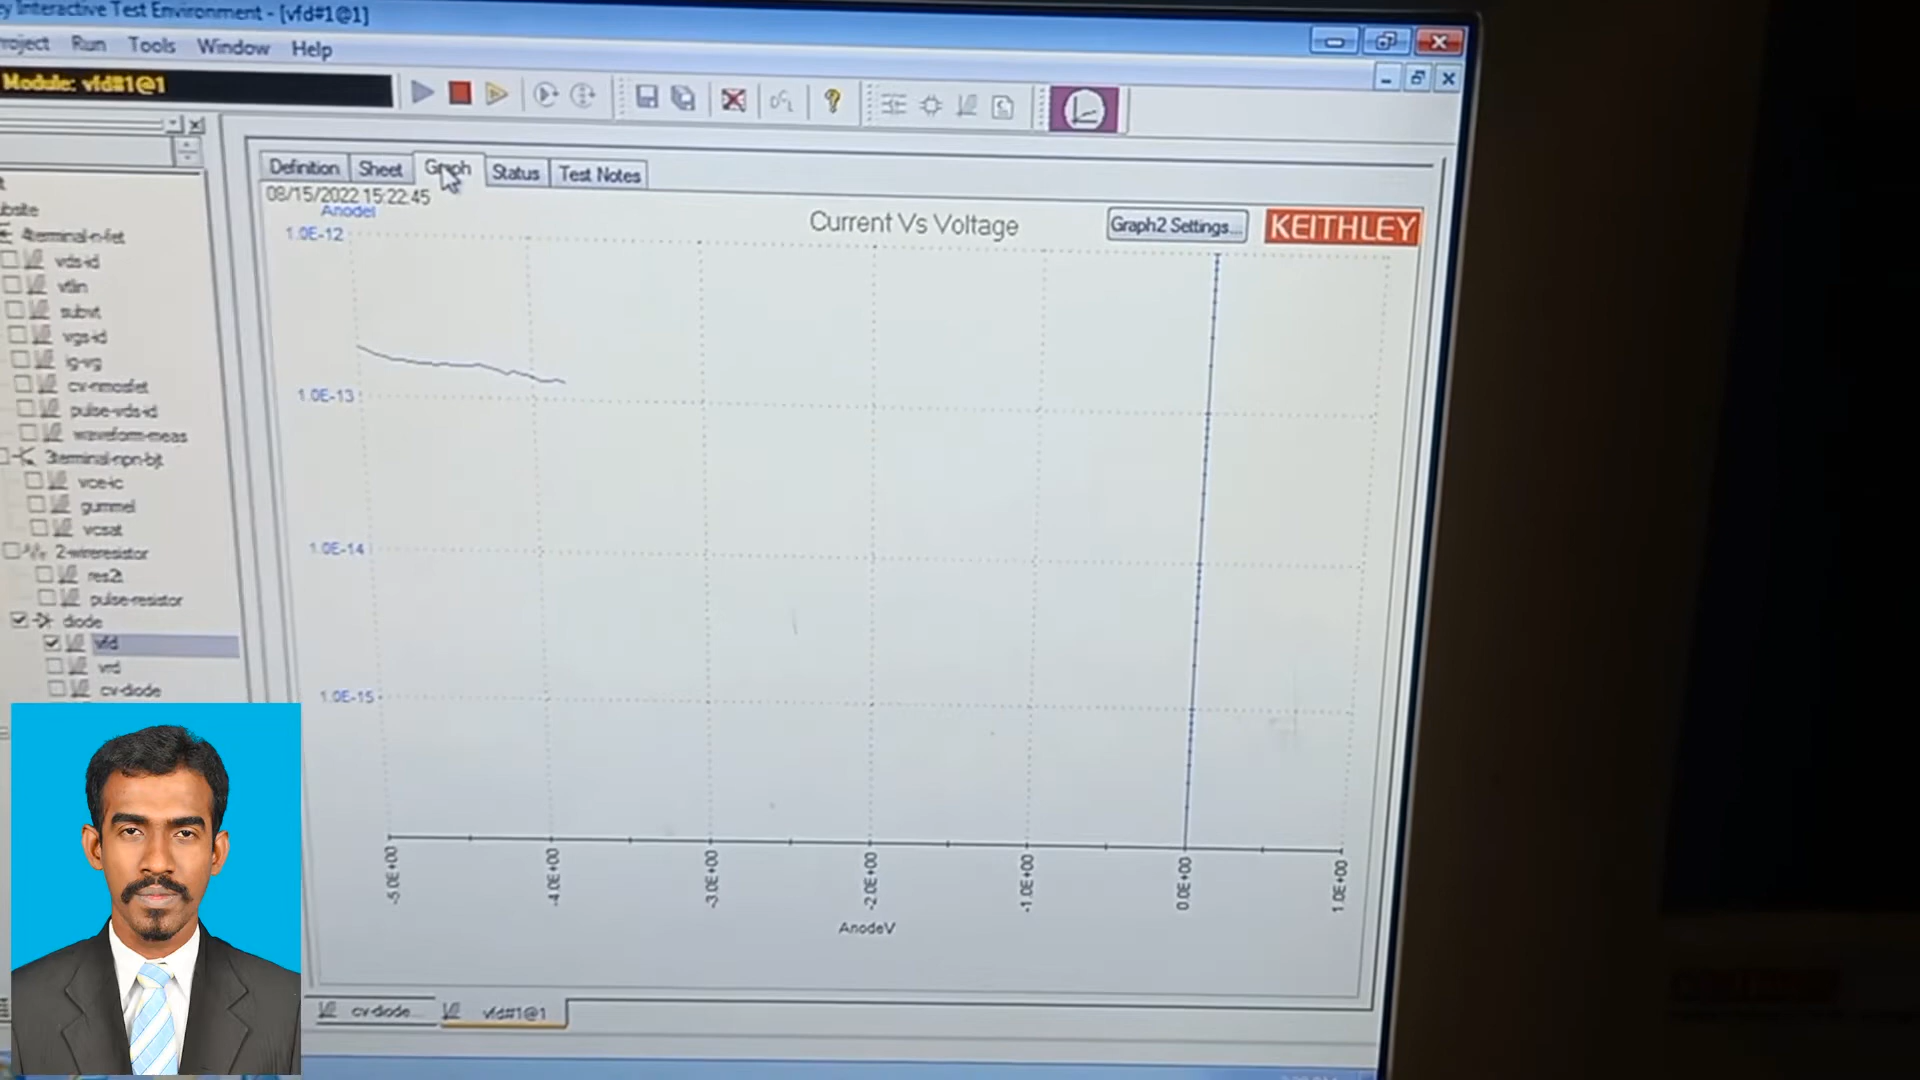 Interactive Test Environment - [vfd#1@1]
Project Run Tools Window Help
Module: vfd#1@1
Definition Sheet Graph Status Test Notes
08/15/2022 15:22:45
AnodeI
Current Vs Voltage
Graph2 Settings...
KEITHLEY
1.0E-12
1.0E-13
1.0E-14
1.0E-15
-5.0E+00
-4.0E+00
-3.0E+00
-2.0E+00
-1.0E+00
0.0E+00
1.0E+00
AnodeV
4terminal-n-fet
vds-id
vtlin
subvt
vgs-id
ig-vg
cv-nmosfet
pulse-vds-id
waveform-meas
3terminal-npn-bjt
vce-ic
gummel
vcsat
2-wire-resistor
res2t
pulse-resistor
diode
vfd
vrd
cv-diode
cv-diode...
vfd#1@1